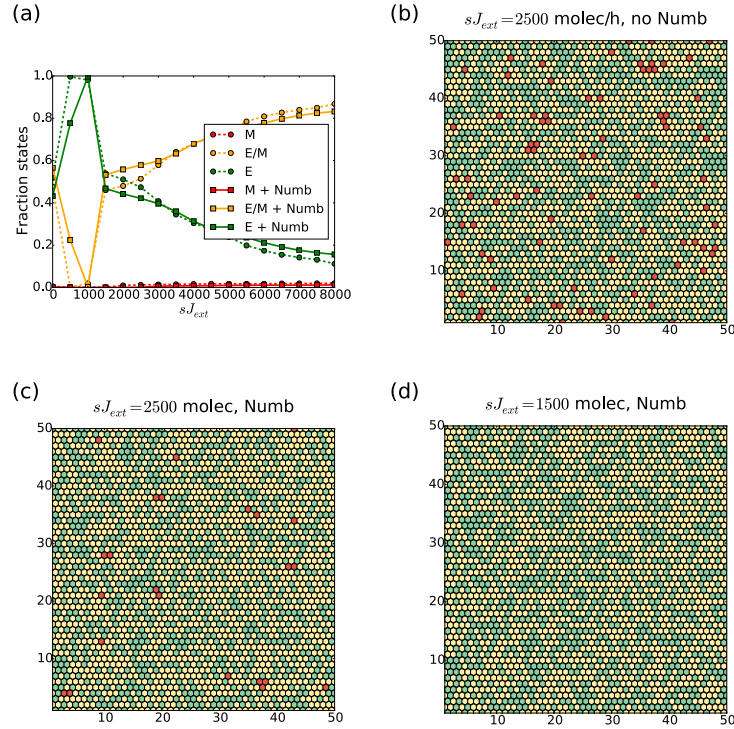 (a)
1.0
0.8
0.6
0.4
0.2
0.0
Fraction states
0 1000 2000 3000 4000 5000 6000 7000 8000
sJ_ext
M
E/M
E
M + Numb
E/M + Numb
E + Numb
(b)
sJ_ext=2500 molec/h, no Numb
50
40
30
20
10
10 20 30 40 50
(c)
sJ_ext=2500 molec, Numb
50
40
30
20
10
10 20 30 40 50
(d)
sJ_ext=1500 molec, Numb
50
40
30
20
10
10 20 30 40 50